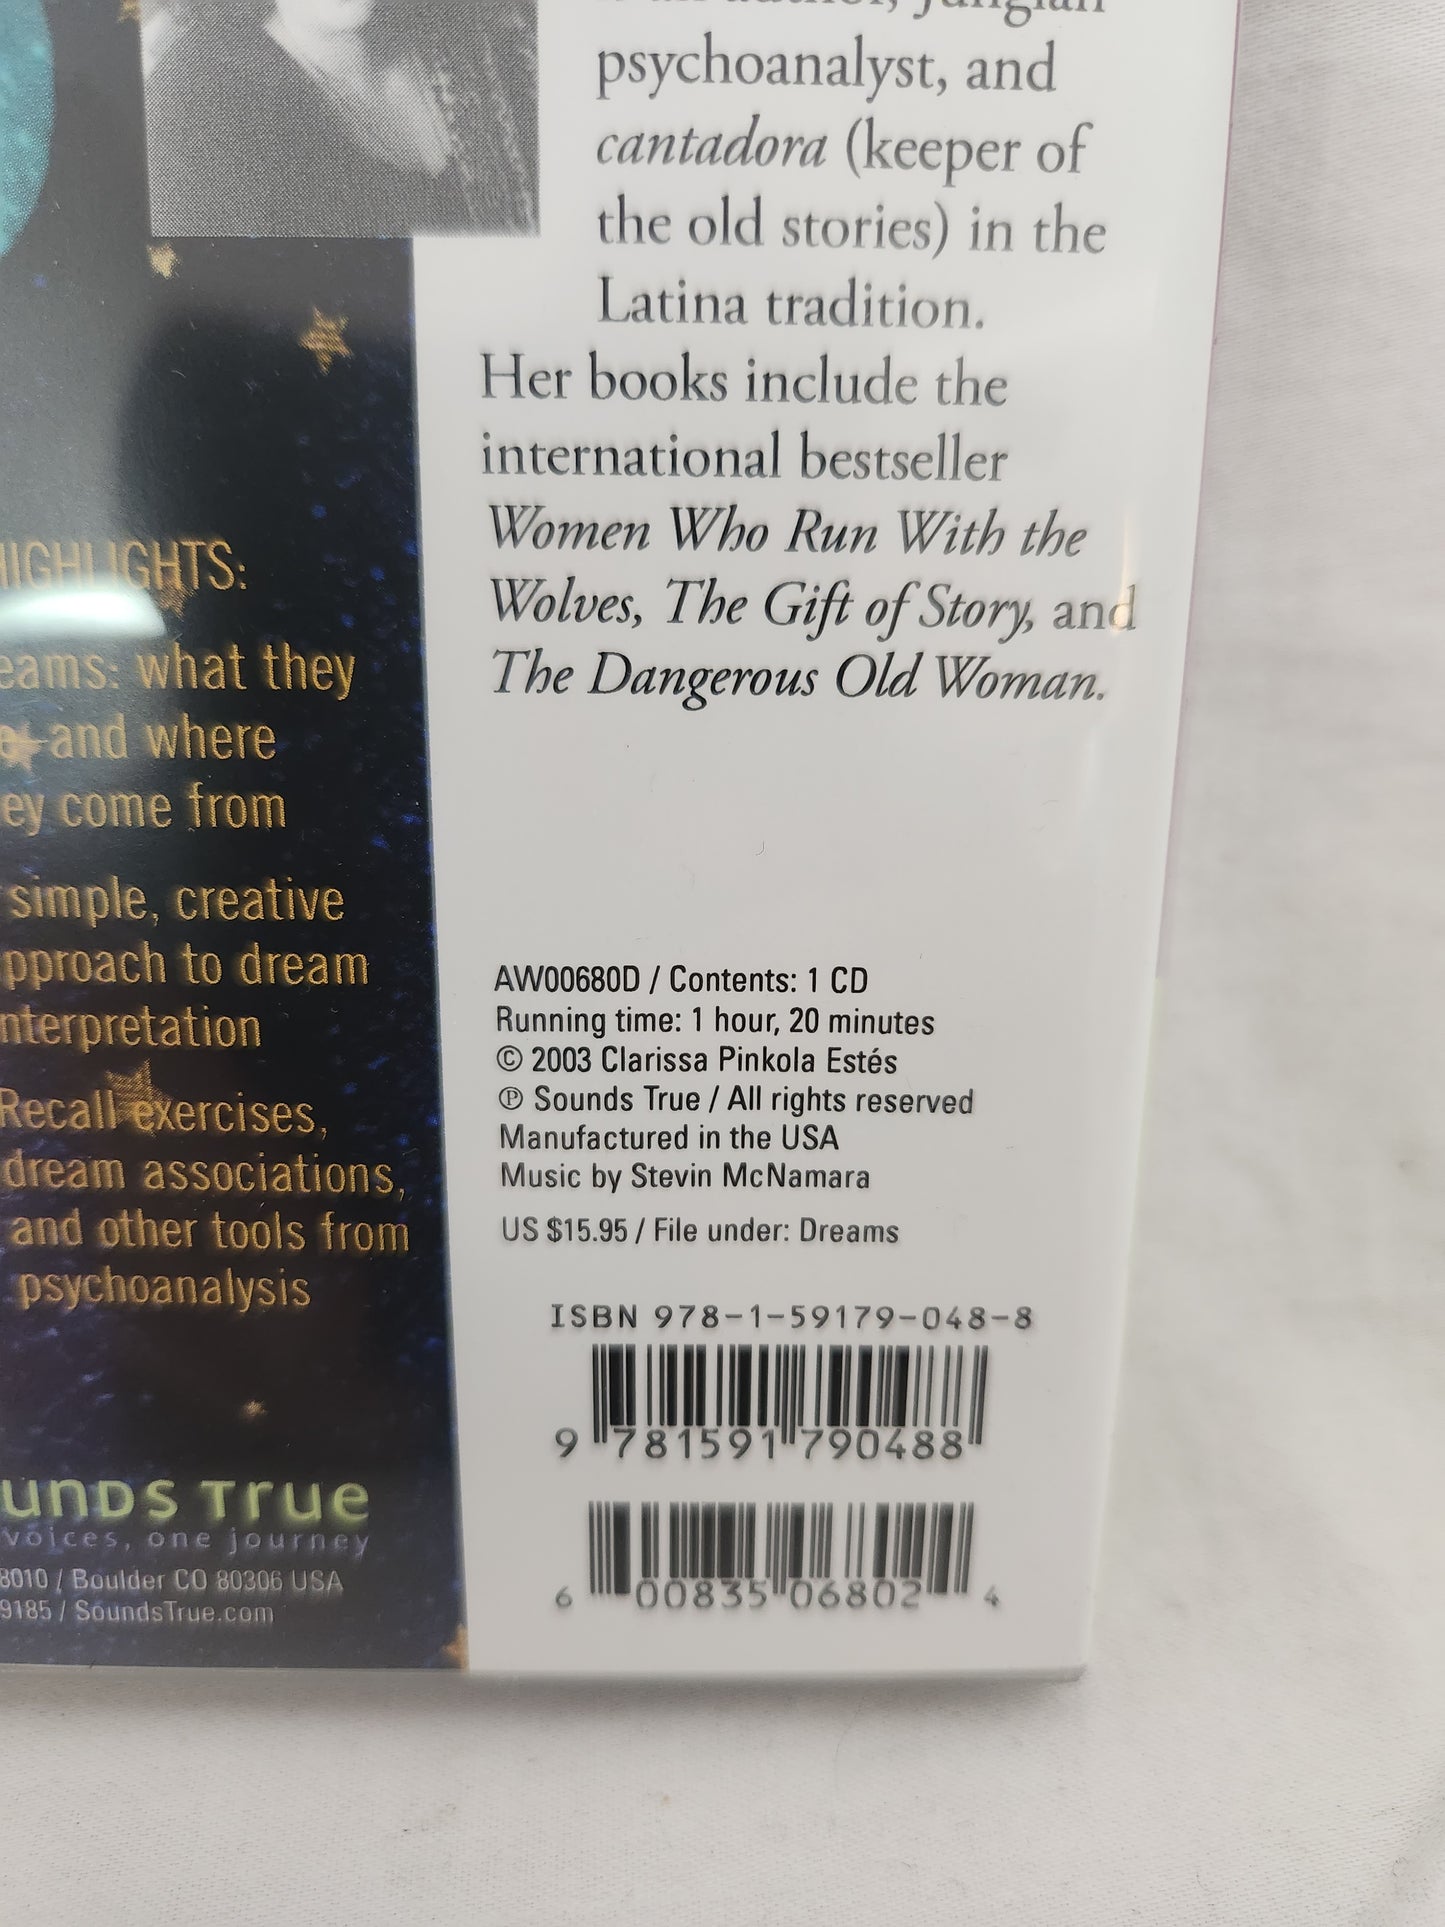 psychoanalyst, and
cantadora (keeper of
the old stories) in the
Latina tradition.
Her books include the
international bestseller
Women Who Run With the
Wolves, The Gift of Story, and
The Dangerous Old Woman.
HIGHLIGHTS:
what they
and where
come from
simple, creative
to dream
Recall exercises,
dream associations,
and other tools from
psychoanalysis
True
voices, one journey
8010 / Boulder CO 80306 USA
9185 / SoundsTrue.com
AW00680D / Contents: 1 CD
Running time: 1 hour, 20 minutes
© 2003 Clarissa Pinkola Estés
℗ Sounds True / All rights reserved
Manufactured in the USA
Music by Stevin McNamara
US $15.95 / File under: Dreams
ISBN 978-1-59179-048-8
9 781591 790488
6 00835 06802 4